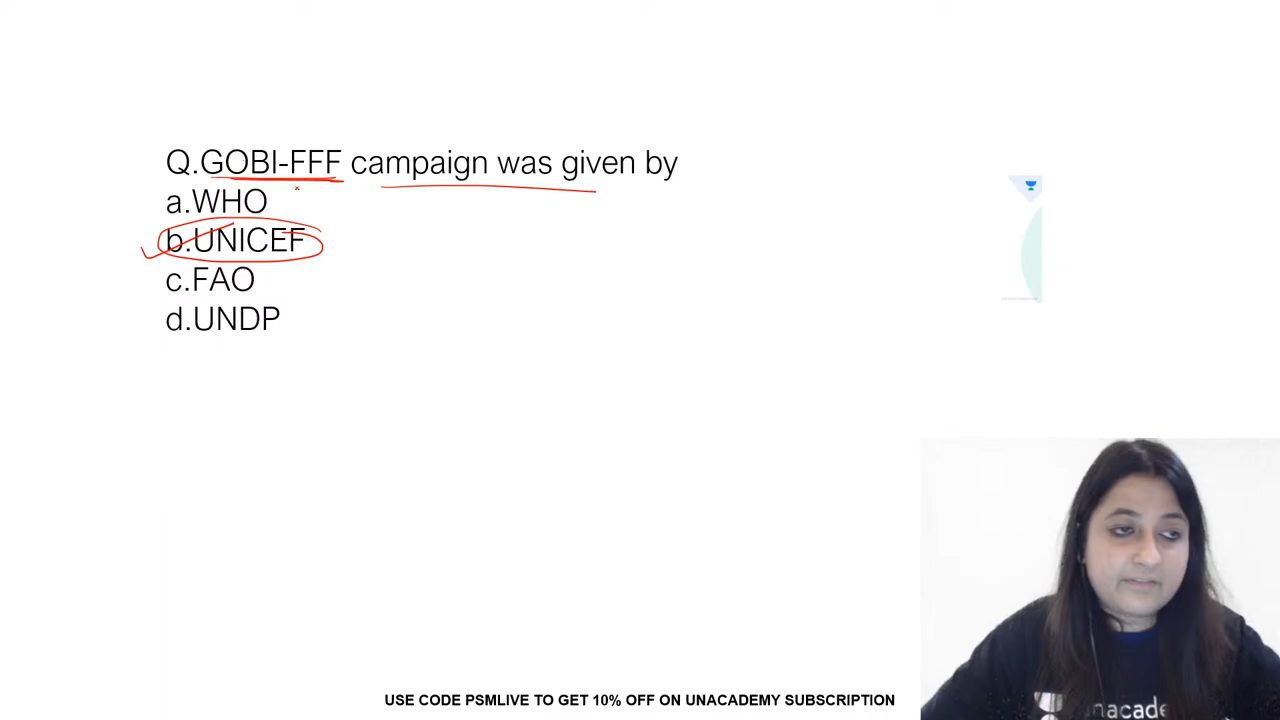 Q.GOBI-FFF campaign was given by
a.WHO
b.UNICEF
c.FAO
d.UNDP
USE CODE PSMLIVE TO GET 10% OFF ON UNACADEMY SUBSCRIPTION